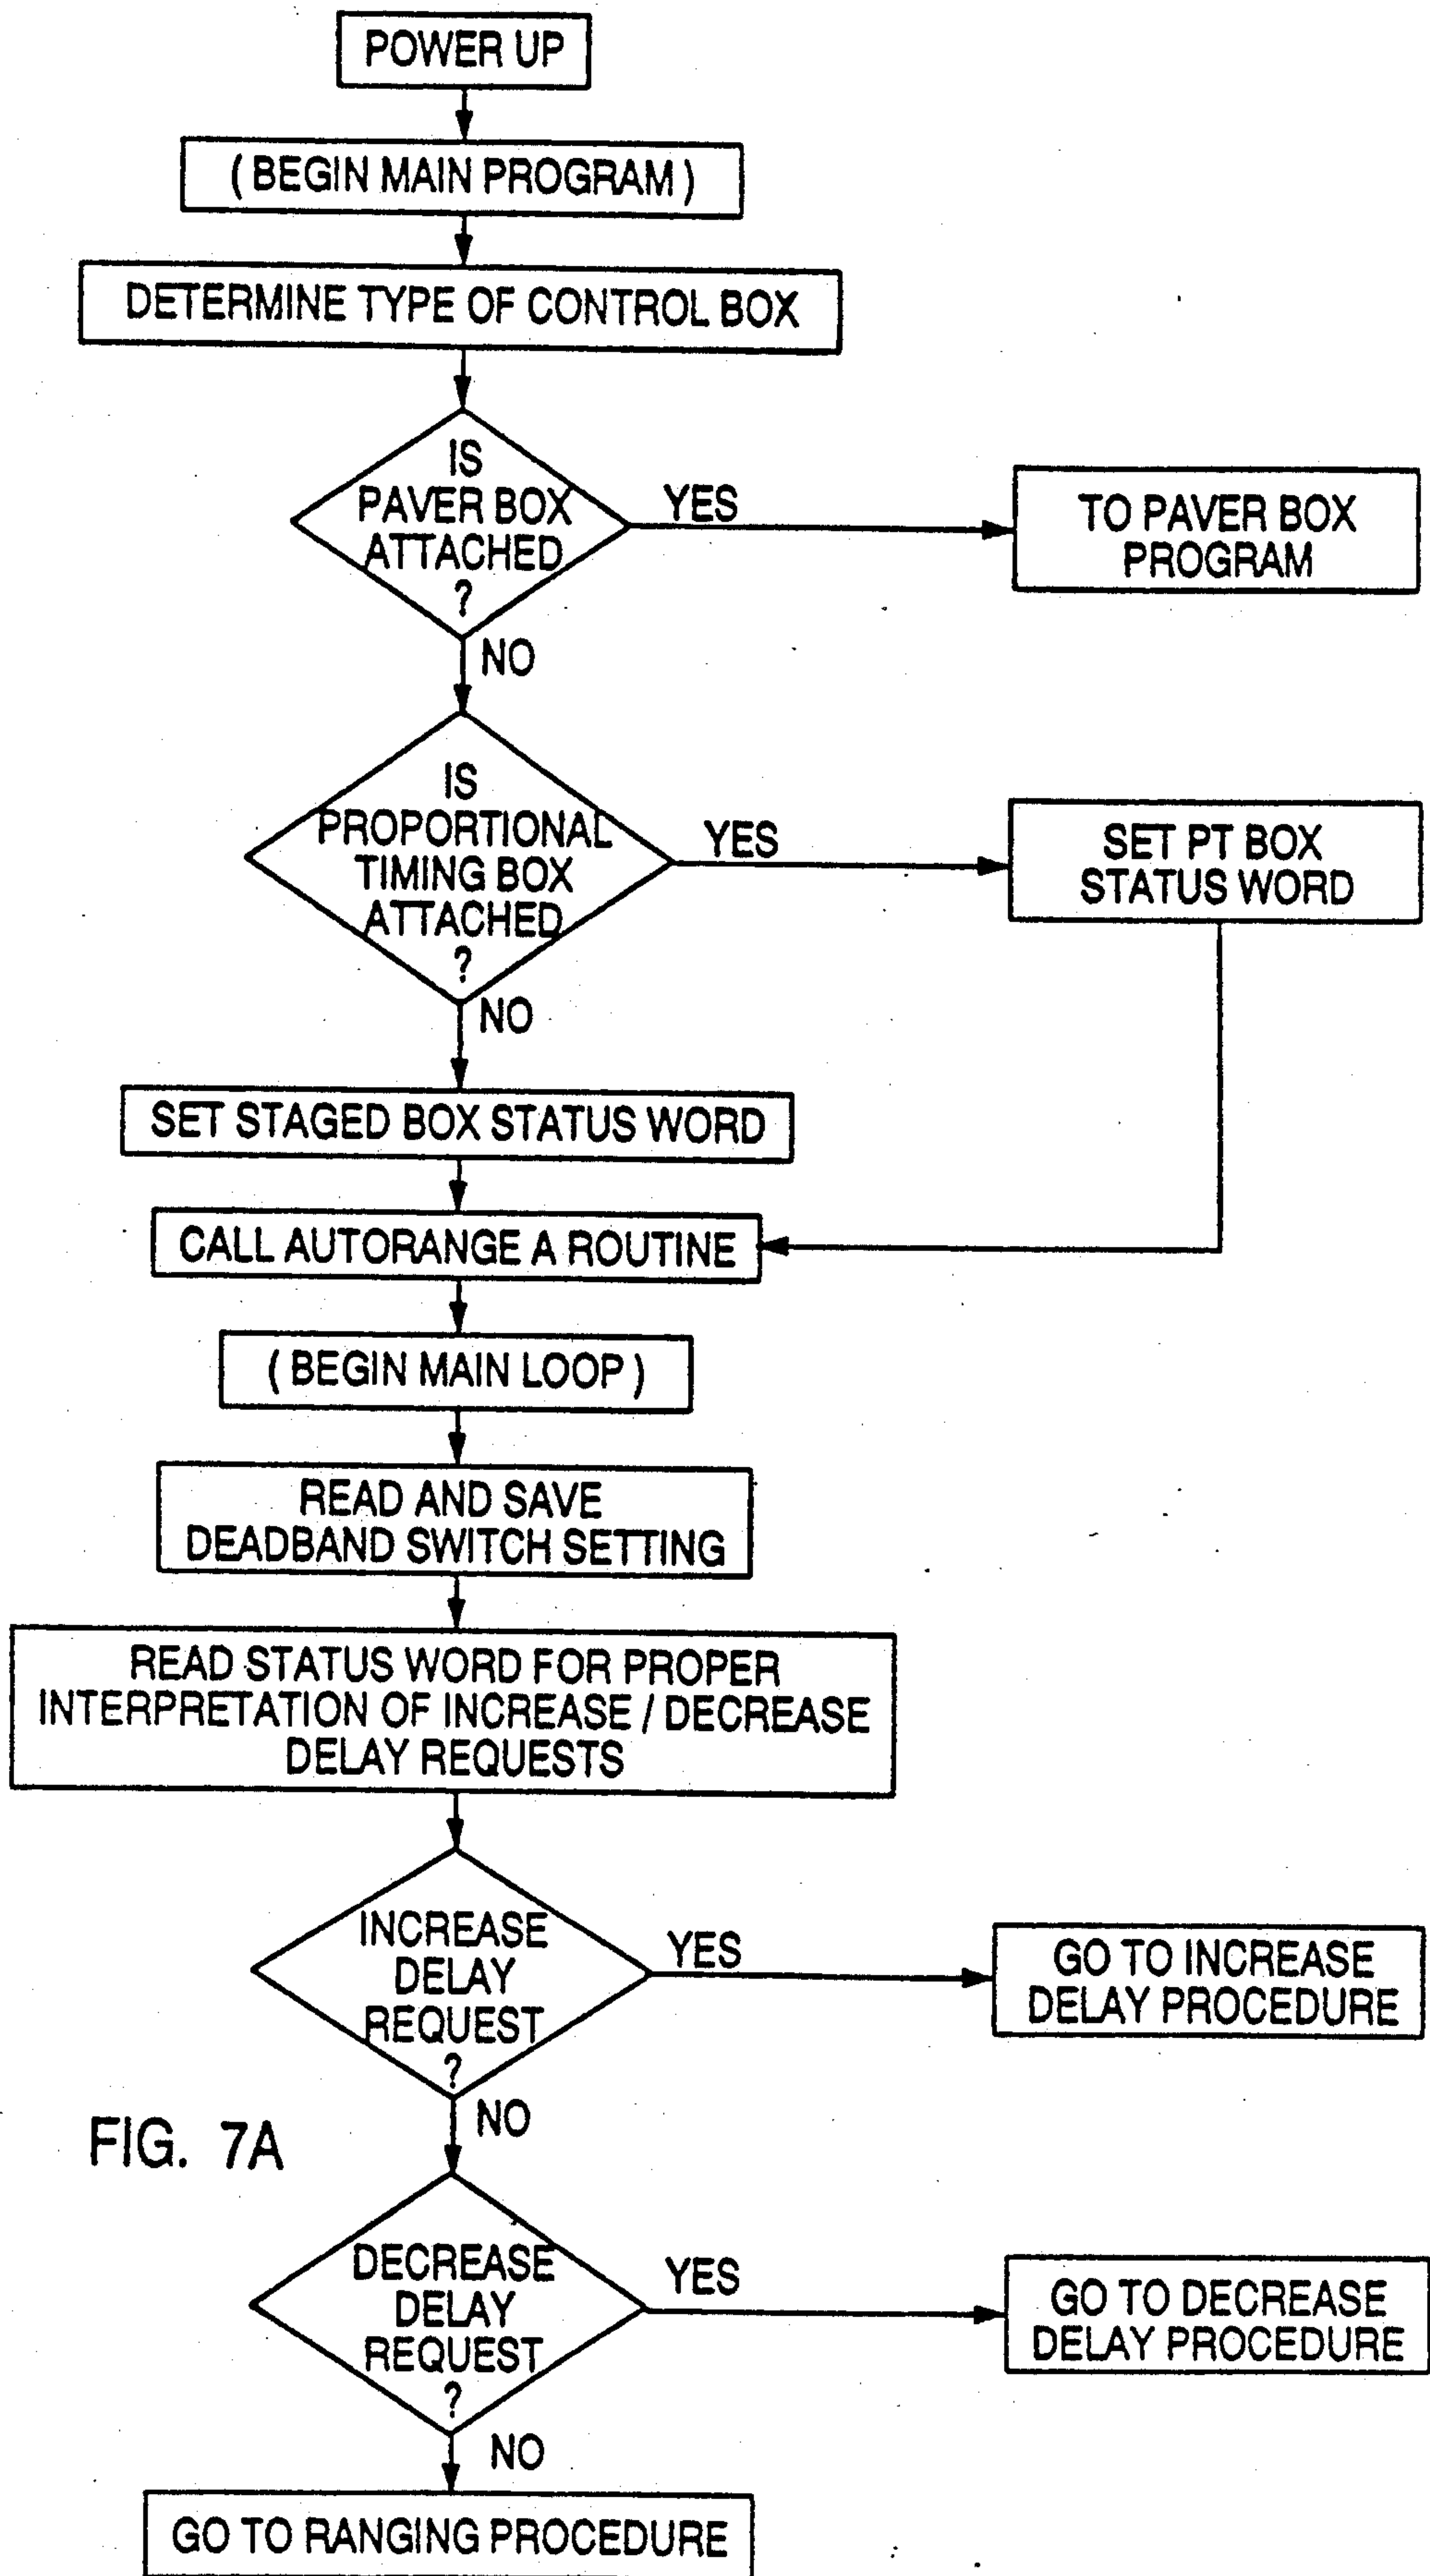 POWER UP
( BEGIN MAIN PROGRAM )
DETERMINE TYPE OF CONTROL BOX
IS
PAVER BOX
ATTACHED
?
YES
TO PAVER BOX
PROGRAM
NO
IS
PROPORTIONAL
TIMING BOX
ATTACHED
?
YES
SET PT BOX
STATUS WORD
NO
SET STAGED BOX STATUS WORD
CALL AUTORANGE A ROUTINE
( BEGIN MAIN LOOP )
READ AND SAVE
DEADBAND SWITCH SETTING
READ STATUS WORD FOR PROPER
INTERPRETATION OF INCREASE / DECREASE
DELAY REQUESTS
INCREASE
DELAY
REQUEST
?
YES
GO TO INCREASE
DELAY PROCEDURE
NO
FIG. 7A
DECREASE
DELAY
REQUEST
?
YES
GO TO DECREASE
DELAY PROCEDURE
NO
GO TO RANGING PROCEDURE